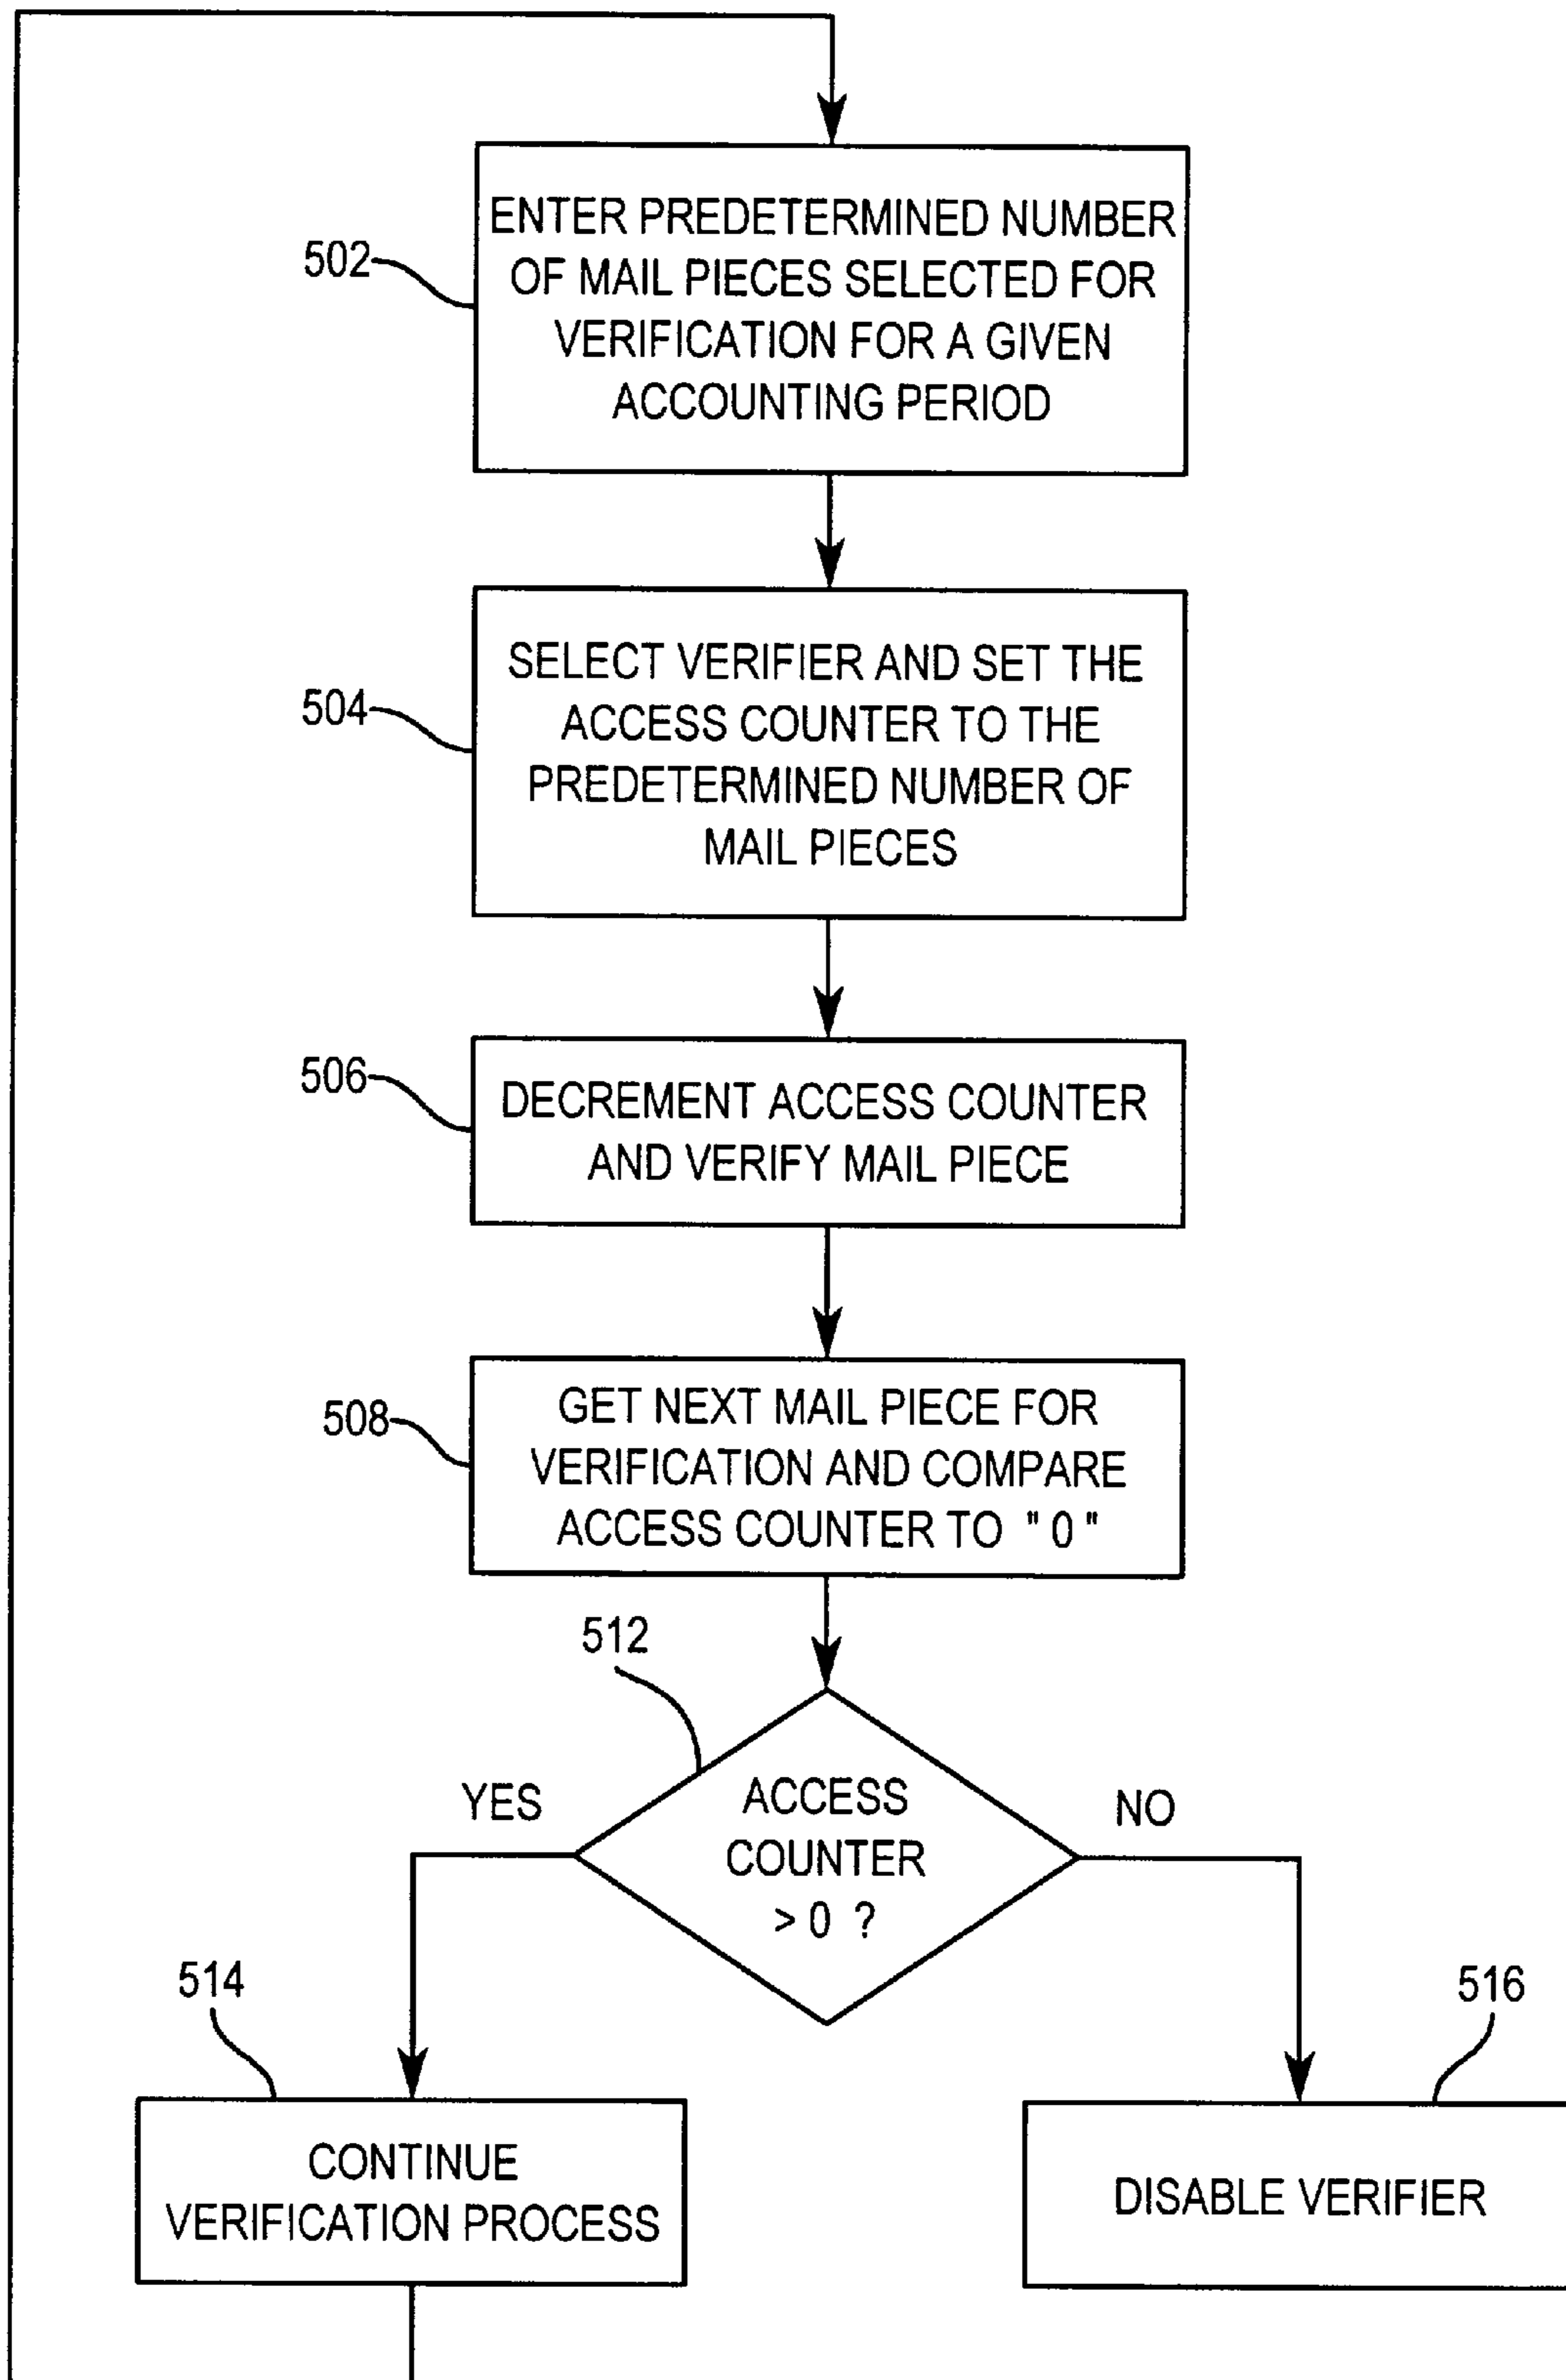 502
ENTER PREDETERMINED NUMBER
OF MAIL PIECES SELECTED FOR
VERIFICATION FOR A GIVEN
ACCOUNTING PERIOD
504
SELECT VERIFIER AND SET THE
ACCESS COUNTER TO THE
PREDETERMINED NUMBER OF
MAIL PIECES
506
DECREMENT ACCESS COUNTER
AND VERIFY MAIL PIECE
508
GET NEXT MAIL PIECE FOR
VERIFICATION AND COMPARE
ACCESS COUNTER TO " 0 "
512
YES
ACCESS
COUNTER
> 0 ?
NO
514
CONTINUE
VERIFICATION PROCESS
516
DISABLE VERIFIER